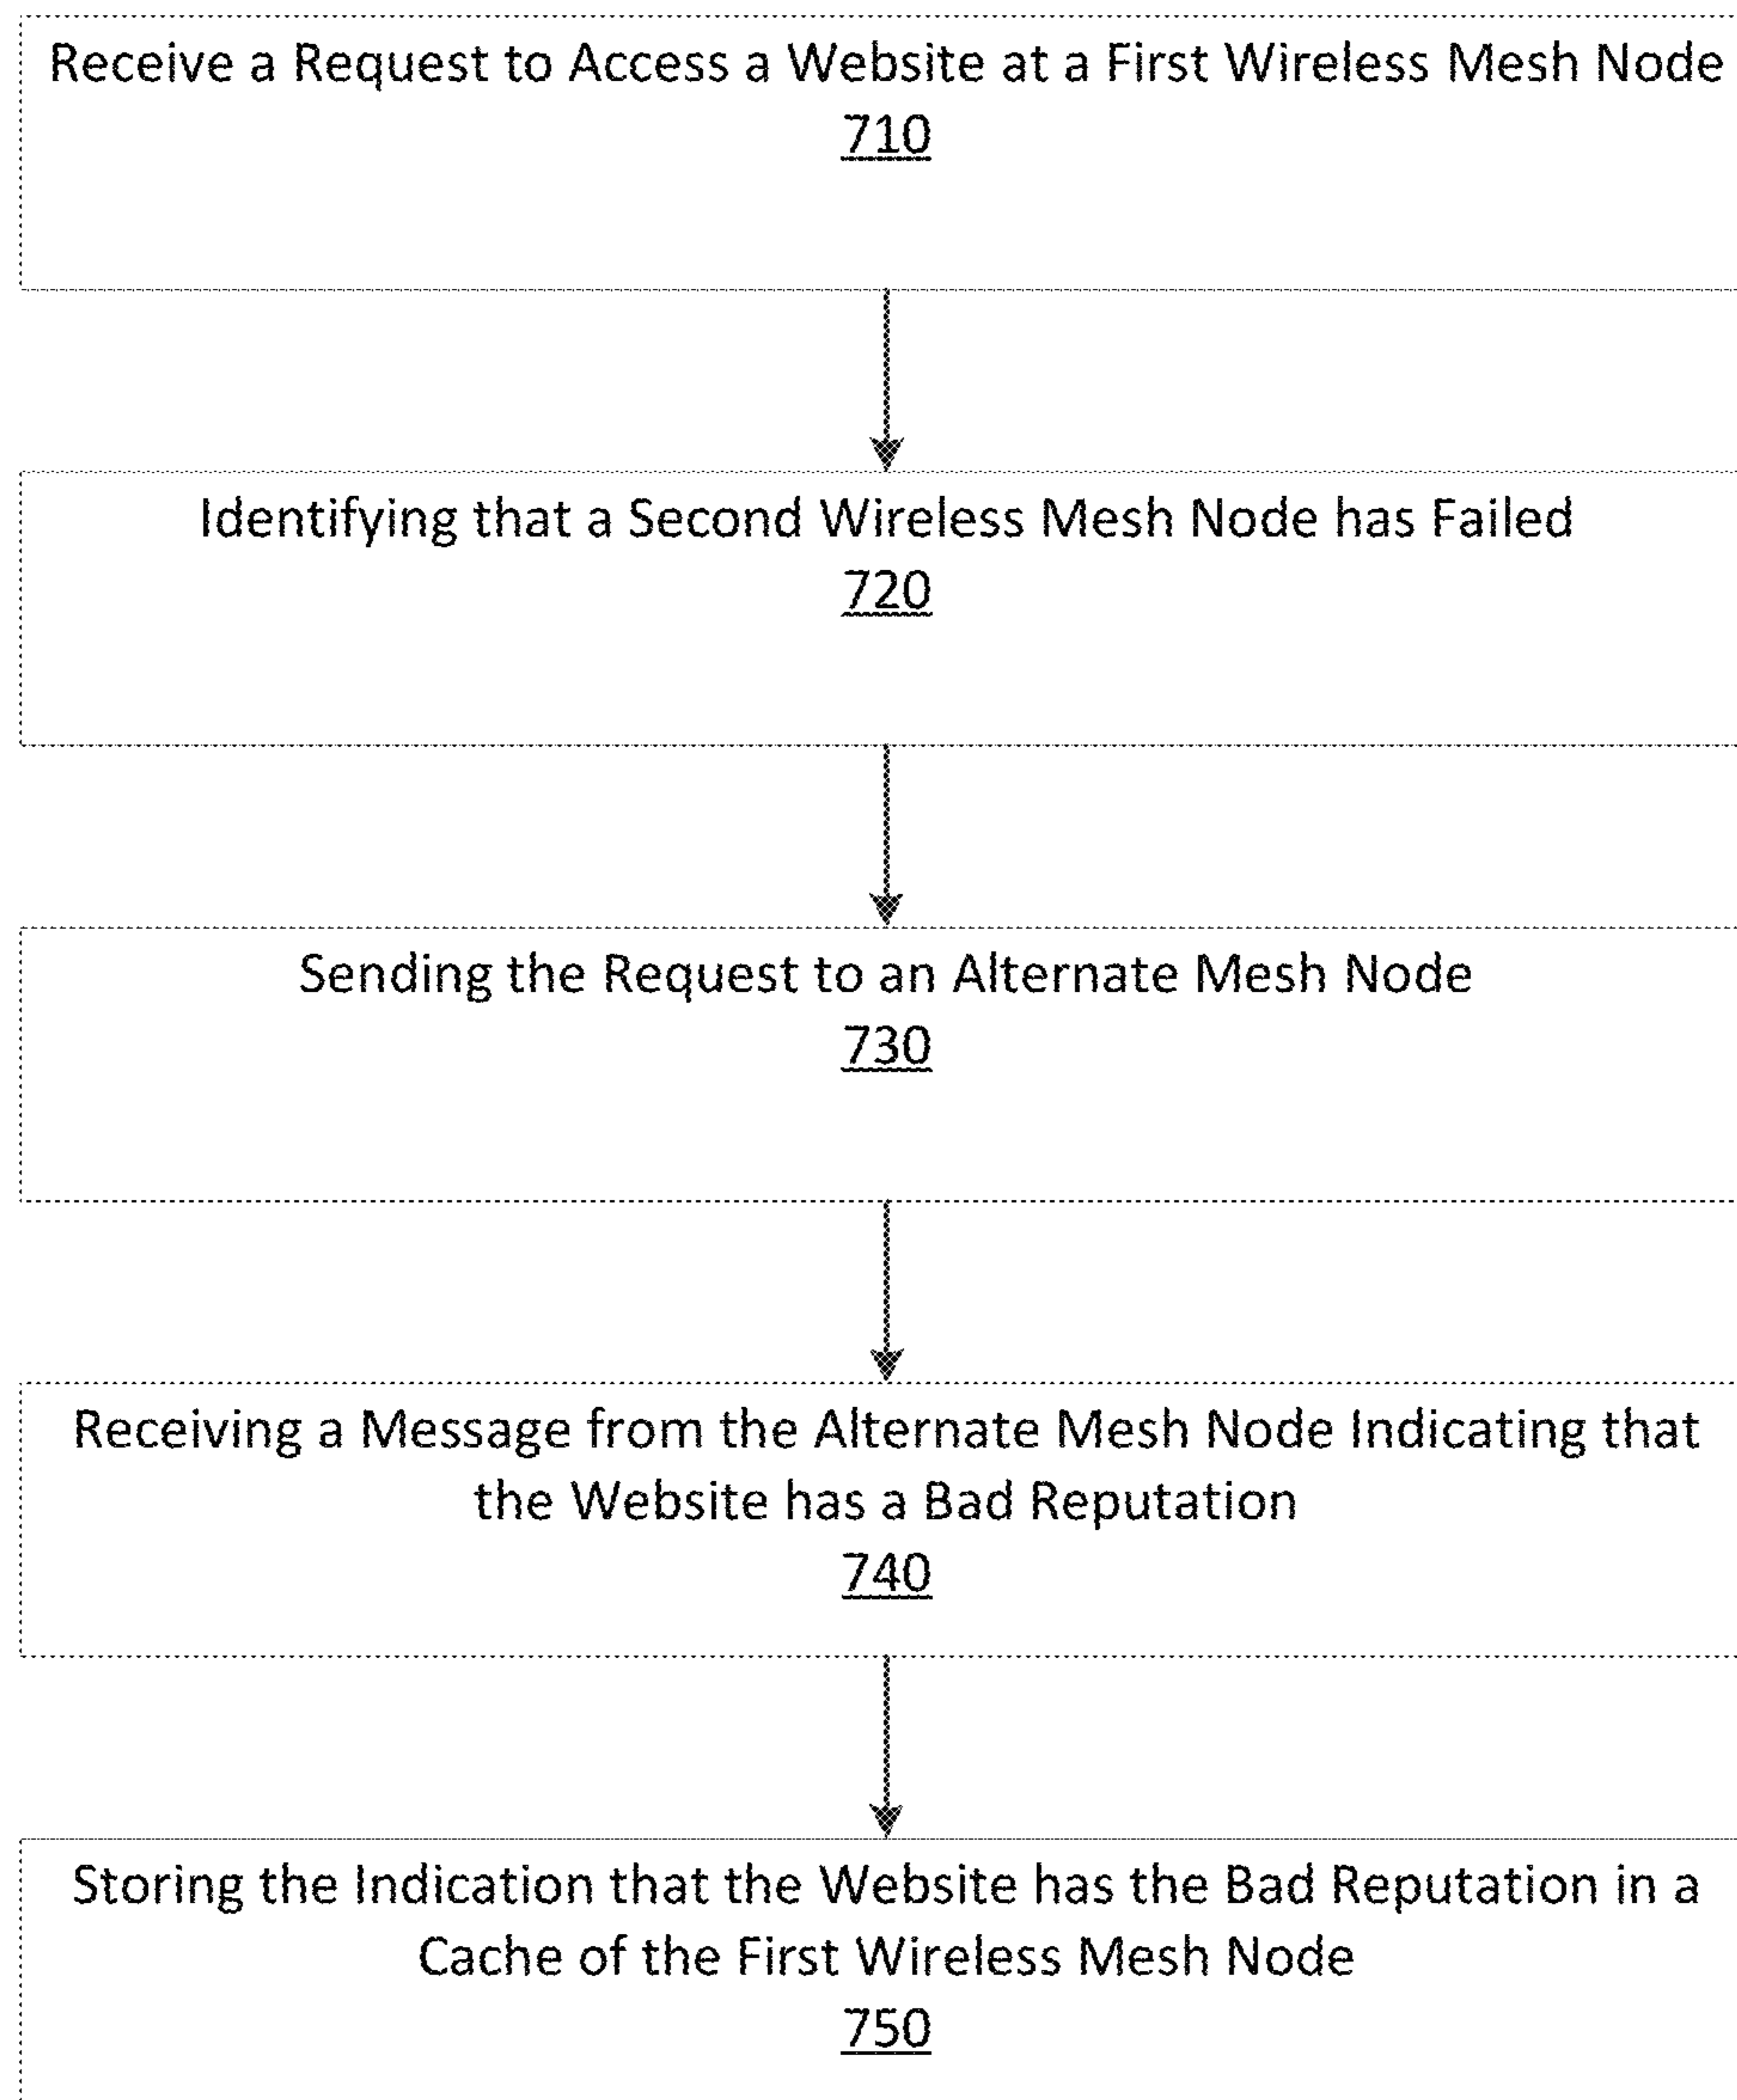 Receive a Request to Access a Website at a First Wireless Mesh Node
710
Identifying that a Second Wireless Mesh Node has Failed
720
Sending the Request to an Alternate Mesh Node
730
Receiving a Message from the Alternate Mesh Node Indicating that
the Website has a Bad Reputation
740
Storing the Indication that the Website has the Bad Reputation in a
Cache of the First Wireless Mesh Node
750